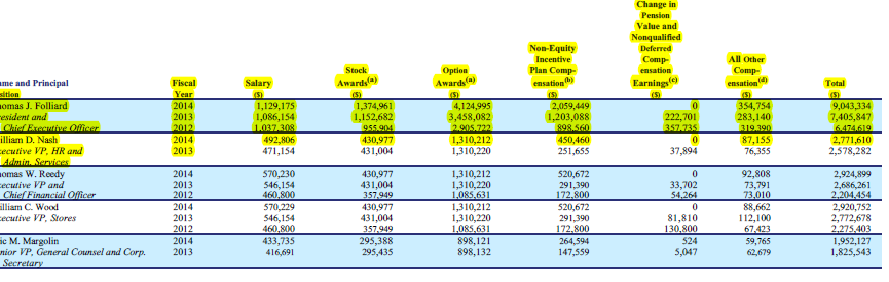 Change in
Pension
Value and
Nonqualified
Non-Equity Deferred
Incentive Comp- All Other
Stock Option Plan Comp- ensation Comp-
ame and Principal Fiscal Salary Awards(a) Awards(a) ensation(b) Earnings(c) ensation(d) Total
osition Year ($) ($) ($) ($) ($) ($) ($)
homas J. Folliard 2014 1,129,175 1,374,961 4,124,995 2,059,449 0 354,754 9,043,334
resident and 2013 1,086,154 1,152,682 3,458,082 1,203,088 222,701 283,140 7,405,847
Chief Executive Officer 2012 1,037,308 955,904 2,905,722 898,560 357,735 319,390 6,474,619
illiam D. Nash 2014 492,806 430,977 1,310,212 450,460 0 87,155 2,771,610
xecutive VP, HR and 2013 471,154 431,004 1,310,220 251,655 37,894 76,355 2,578,282
Admin. Services
homas W. Reedy 2014 570,230 430,977 1,310,212 520,672 0 92,808 2,924,899
xecutive VP and 2013 546,154 431,004 1,310,220 291,390 33,702 73,791 2,686,261
Chief Financial Officer 2012 460,800 357,949 1,085,631 172,800 54,264 73,010 2,204,454
illiam C. Wood 2014 570,229 430,977 1,310,212 520,672 0 88,662 2,920,752
xecutive VP, Stores 2013 546,154 431,004 1,310,220 291,390 81,810 112,100 2,772,678
2012 460,800 357,949 1,085,631 172,800 130,800 67,423 2,275,403
ic M. Margolin 2014 433,735 295,388 898,121 264,594 524 59,765 1,952,127
nior VP, General Counsel and Corp. 2013 416,691 295,435 898,132 147,559 5,047 62,679 1,825,543
Secretary